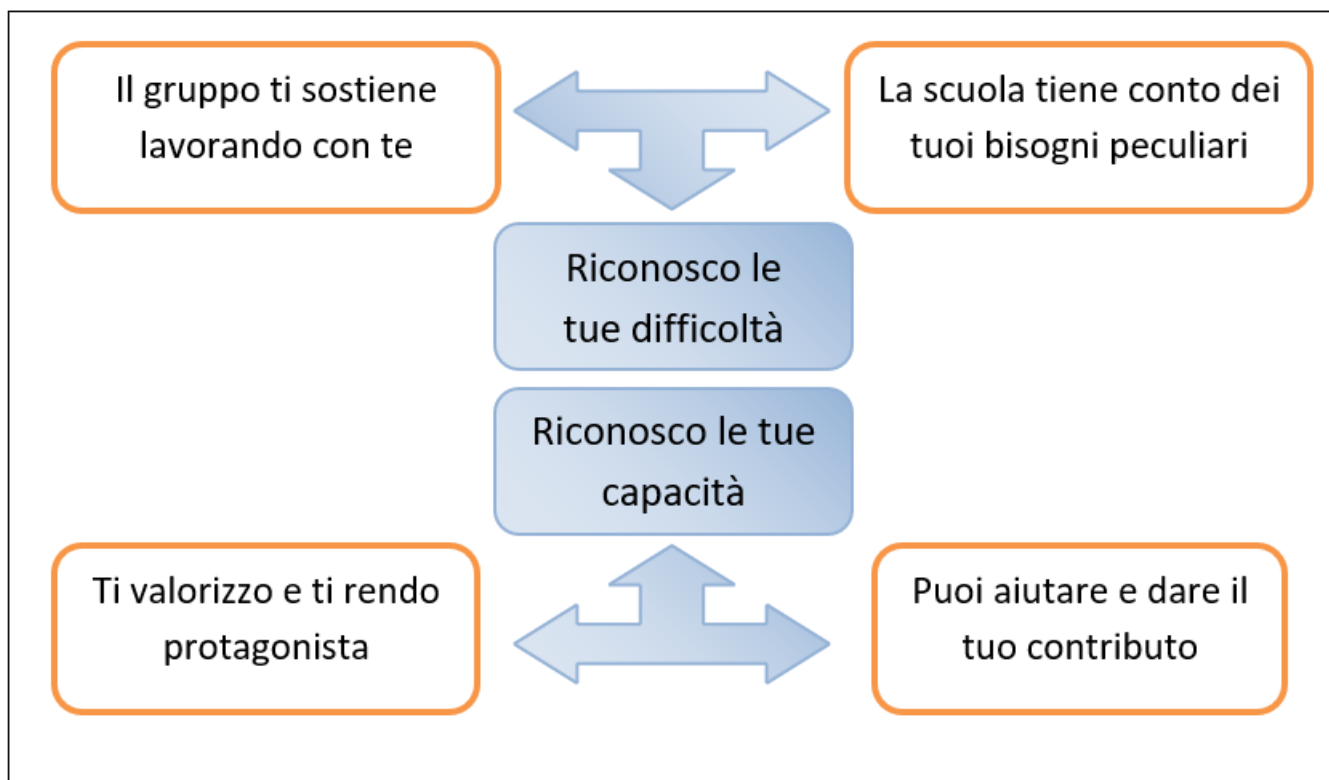 Il gruppo ti sostiene
lavorando con te
La scuola tiene conto dei
tuoi bisogni peculiari
Riconosco le
tue difficoltà
Riconosco le tue
capacità
Ti valorizzo e ti rendo
protagonista
Puoi aiutare e dare il
tuo contributo